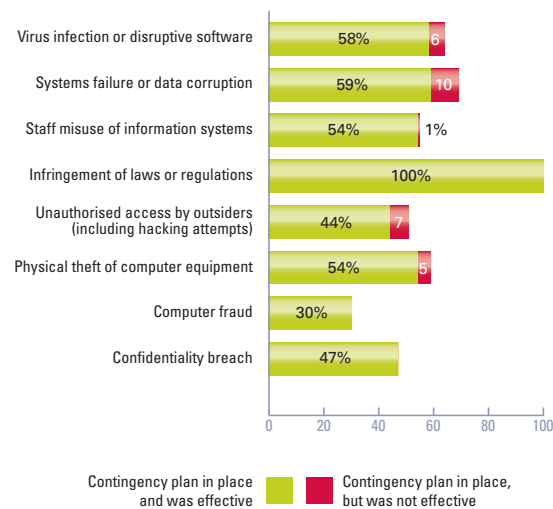 Virus infection or disruptive software 58% 6
Systems failure or data corruption 59% 10
Staff misuse of information systems 54% 1%
Infringement of laws or regulations 100%
Unauthorised access by outsiders
(including hacking attempts) 44% 7
Physical theft of computer equipment 54% 5
Computer fraud 30%
Confidentiality breach 47%
0 20 40 60 80 100
Contingency plan in place
and was effective
Contingency plan in place,
but was not effective